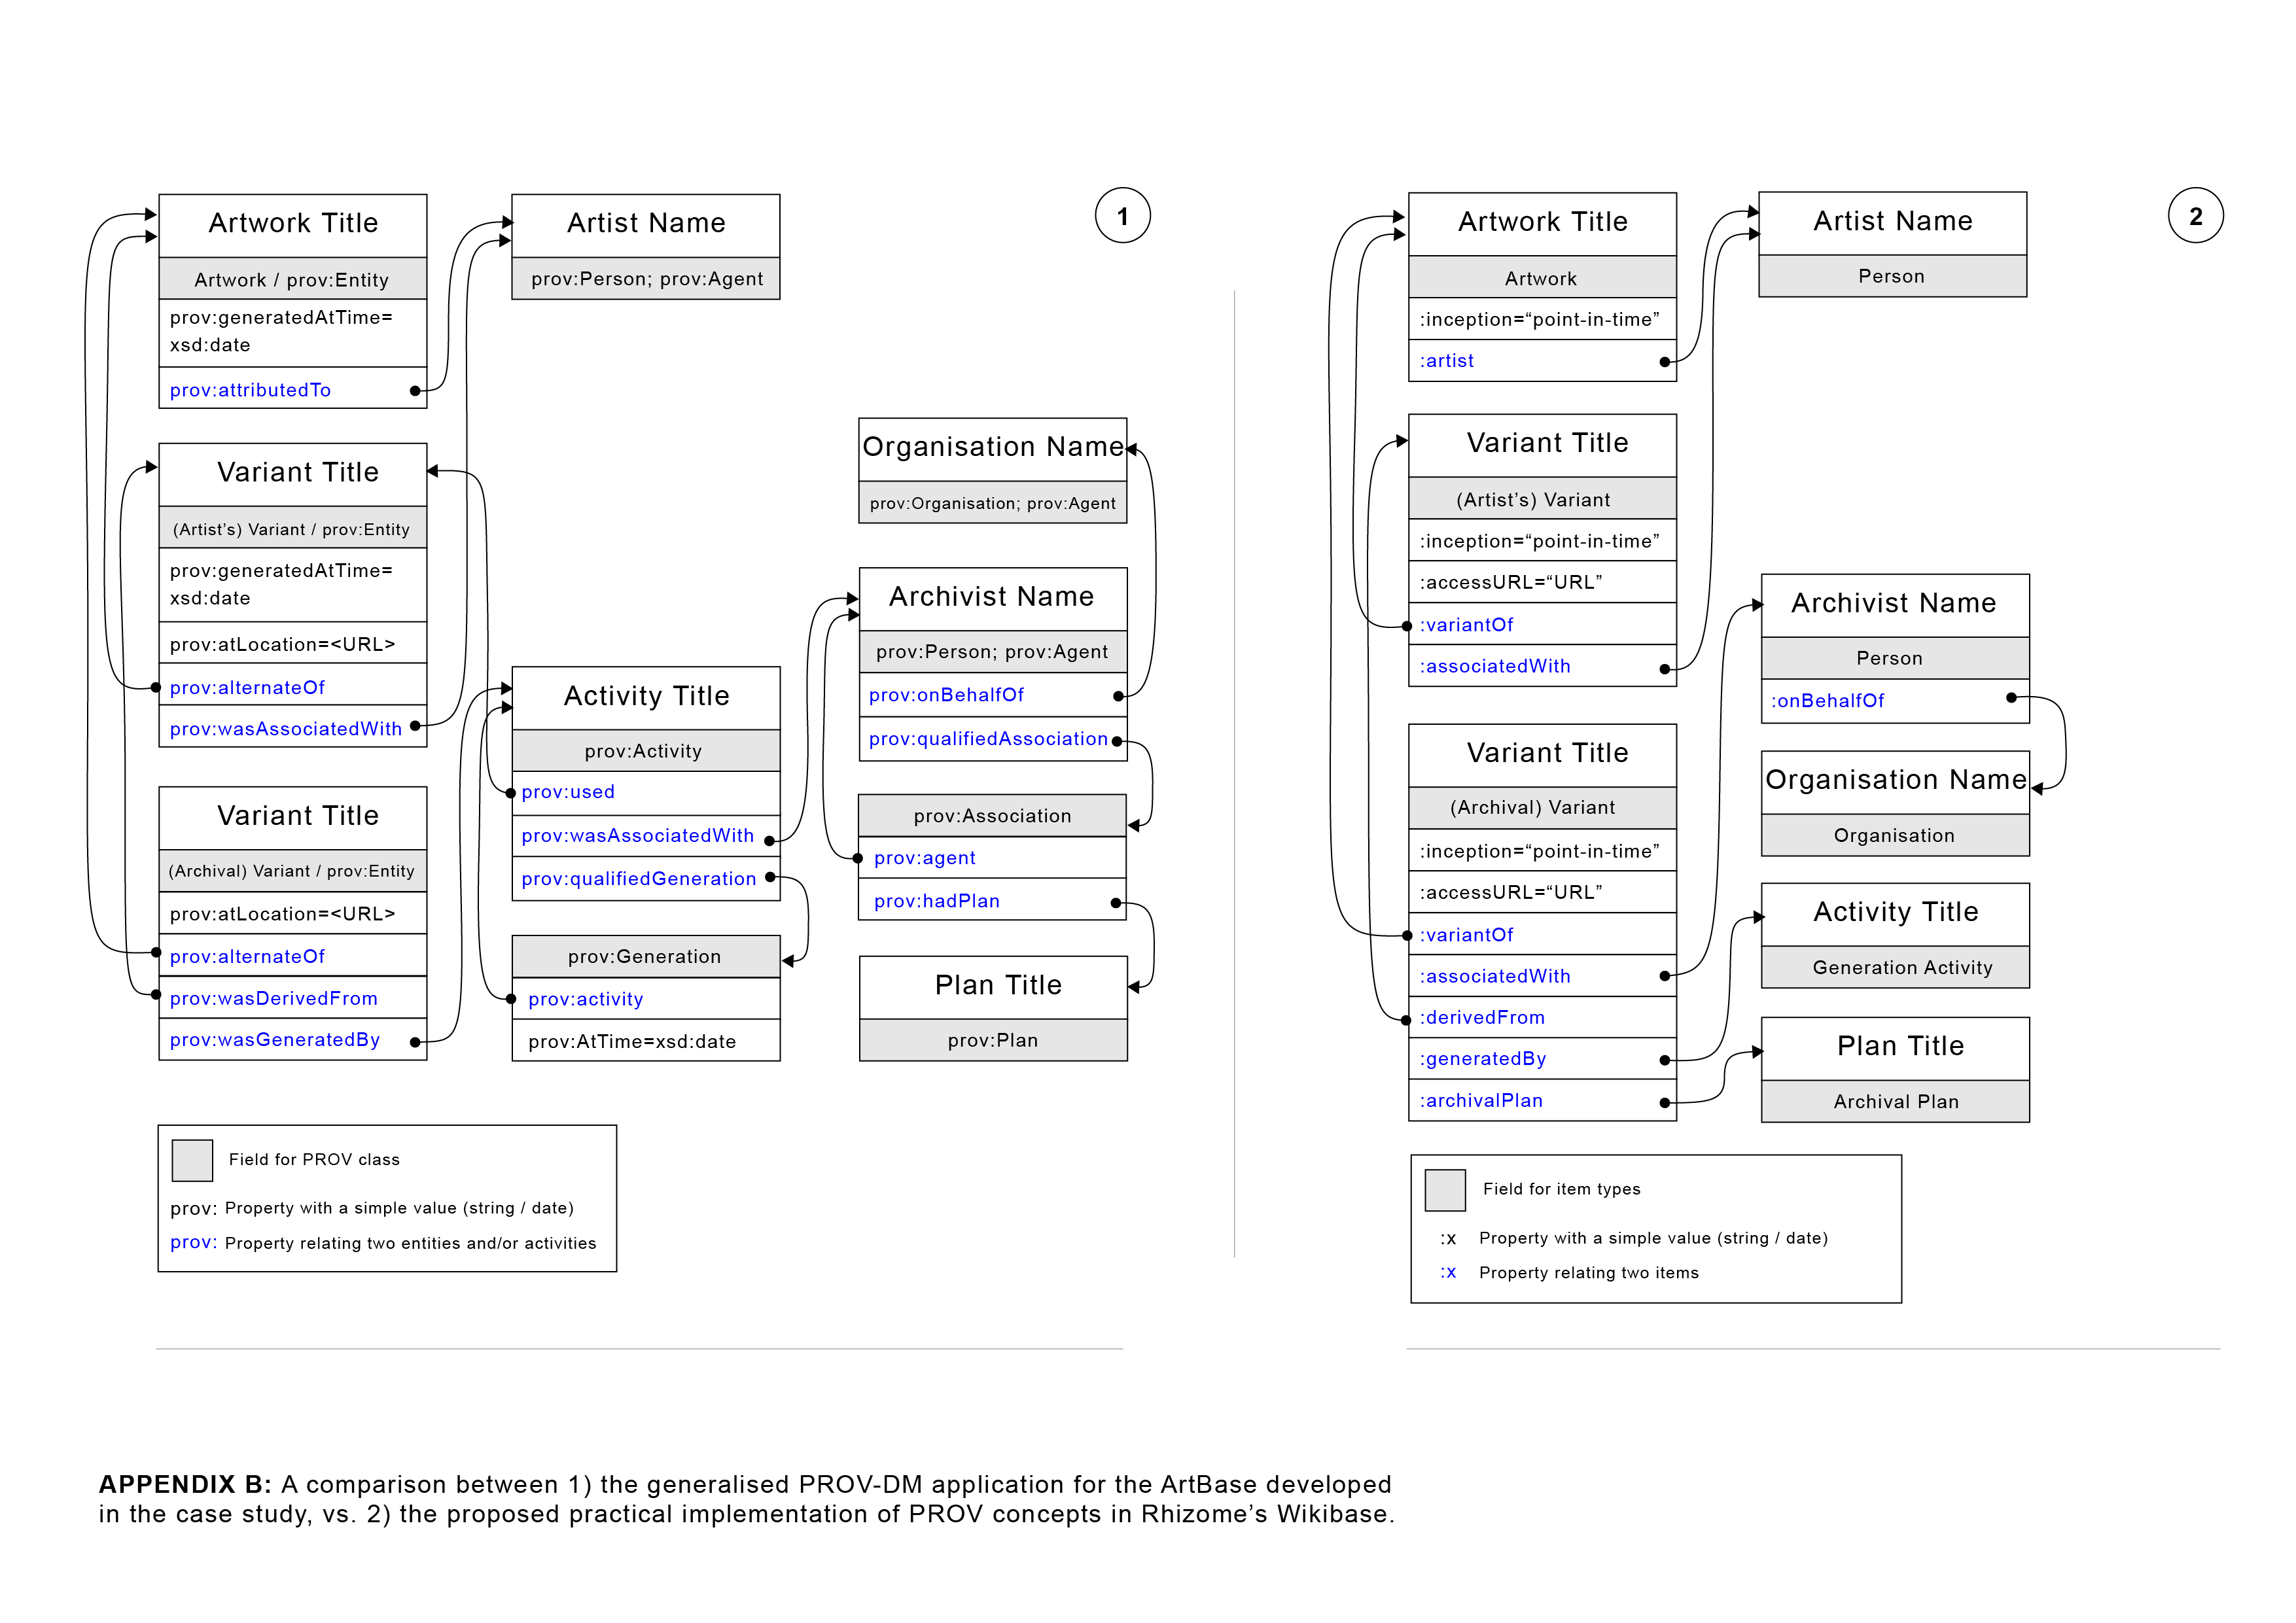 1
Artwork Title
Artwork / prov:Entity
prov:generatedAtTime=
xsd:date
prov:attributedTo
Artist Name
prov:Person; prov:Agent
Variant Title
(Artist’s) Variant / prov:Entity
prov:generatedAtTime=
xsd:date
prov:atLocation=<URL>
prov:alternateOf
prov:wasAssociatedWith
Variant Title
(Archival) Variant / prov:Entity
prov:atLocation=<URL>
prov:alternateOf
prov:wasDerivedFrom
prov:wasGeneratedBy
Activity Title
prov:Activity
prov:used
prov:wasAssociatedWith
prov:qualifiedGeneration
prov:Generation
prov:activity
prov:AtTime=xsd:date
Organisation Name
prov:Organisation; prov:Agent
Archivist Name
prov:Person; prov:Agent
prov:onBehalfOf
prov:qualifiedAssociation
prov:Association
prov:agent
prov:hadPlan
Plan Title
prov:Plan
Field for PROV class
prov: Property with a simple value (string / date)
prov: Property relating two entities and/or activities
2
Artwork Title
Artwork
:inception=“point-in-time”
:artist
Artist Name
Person
Variant Title
(Artist’s) Variant
:inception=“point-in-time”
:accessURL=“URL”
:variantOf
:associatedWith
Variant Title
(Archival) Variant
:inception=“point-in-time”
:accessURL=“URL”
:variantOf
:associatedWith
:derivedFrom
:generatedBy
:archivalPlan
Archivist Name
Person
:onBehalfOf
Organisation Name
Organisation
Activity Title
Generation Activity
Plan Title
Archival Plan
Field for item types
:x Property with a simple value (string / date)
:x Property relating two items
APPENDIX B: A comparison between 1) the generalised PROV-DM application for the ArtBase developed
in the case study, vs. 2) the proposed practical implementation of PROV concepts in Rhizome’s Wikibase.